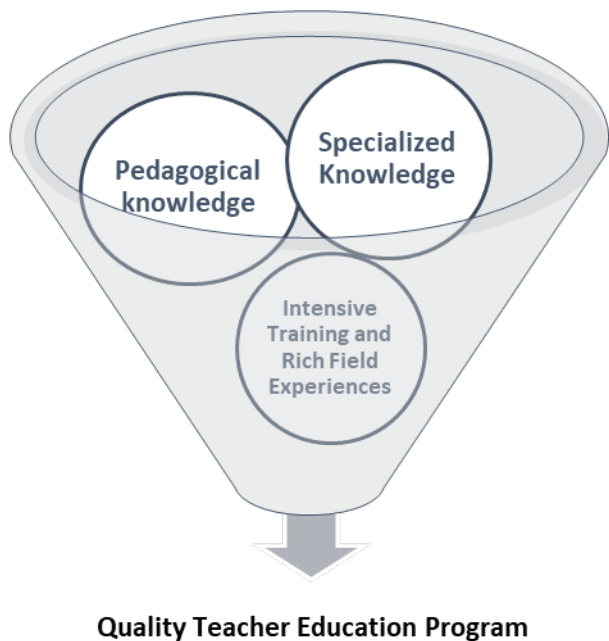 Pedagogical
knowledge
Specialized
Knowledge
Intensive
Training and
Rich Field
Experiences
Quality Teacher Education Program